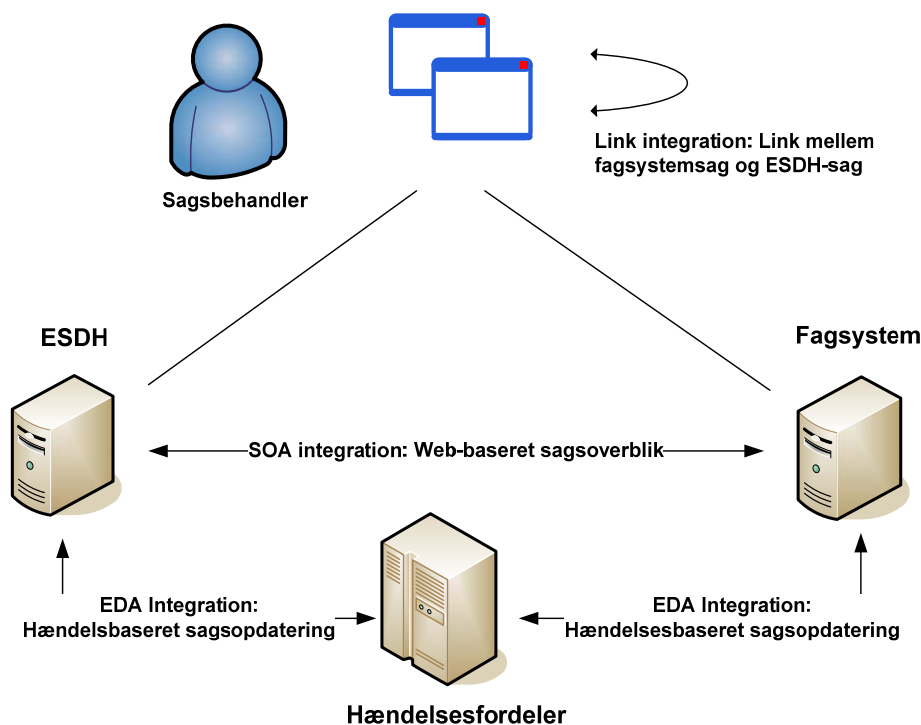 Link integration: Link mellem
fagsystemsag og ESDH-sag
Sagsbehandler
ESDH
Fagsystem
SOA integration: Web-baseret sagsoverblik
EDA Integration:
Hændelsbaseret sagsopdatering
EDA Integration:
Hændelsesbaseret sagsopdatering
Hændelsesfordeler